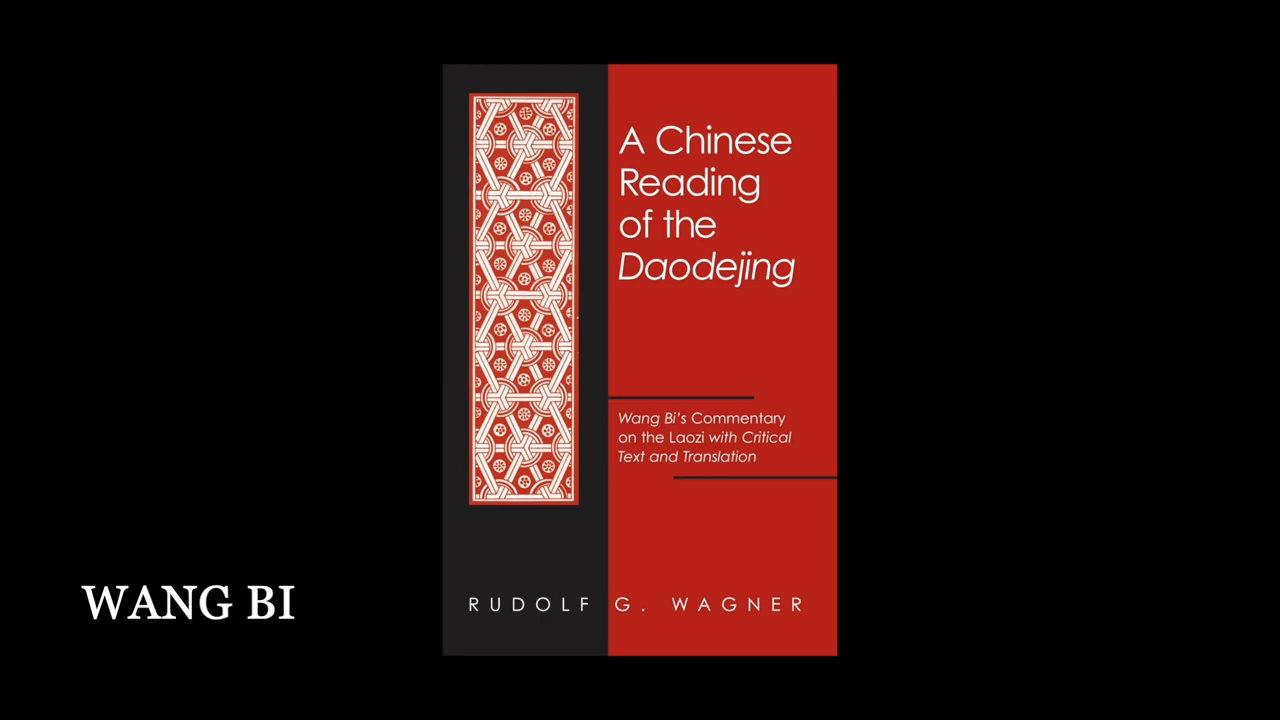 A Chinese
Reading
of the
Daodejing
Wang Bi's Commentary
on the Laozi with Critical
Text and Translation
WANG BI
RUDOLF G. WAGNER